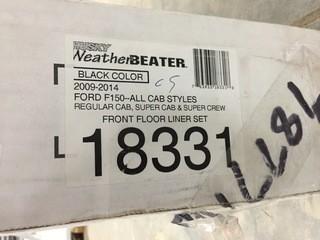 HUSKY
WeatherBEATER
BLACK COLOR
2009-2014
FORD F150--ALL CAB STYLES
REGULAR CAB, SUPER CAB & SUPER CREW
FRONT FLOOR LINER SET
18331